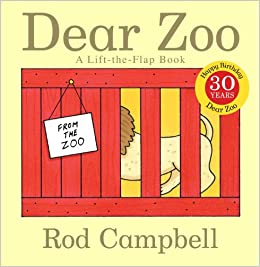 Dear Zoo
A Lift-the-Flap Book
Happy Birthday
30
YEARS
Dear Zoo
FROM
THE
ZOO
Rod Campbell